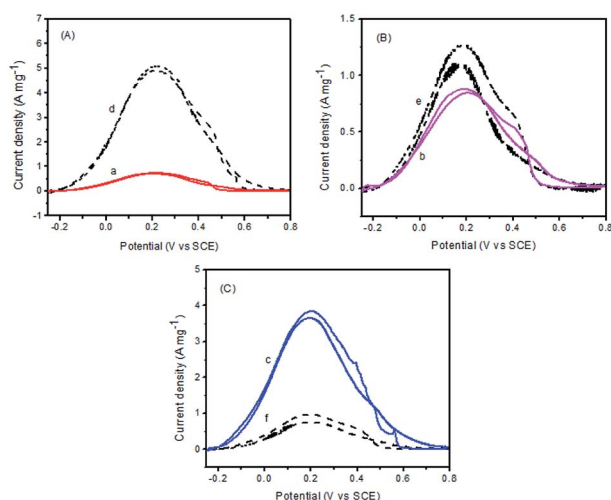 (A)
Current density (A mg-1)
6
5
4
3
2
1
0
-1
d
a
-0.2 0.0 0.2 0.4 0.6 0.8
Potential (V vs SCE)
(B)
Current density (A mg-1)
1.5
1.0
0.5
0.0
e
b
-0.2 0.0 0.2 0.4 0.6 0.8
Potential (V vs SCE)
(C)
Current density (A mg-1)
5
4
3
2
1
0
c
f
-0.2 0.0 0.2 0.4 0.6 0.8
Potential (V vs SCE)